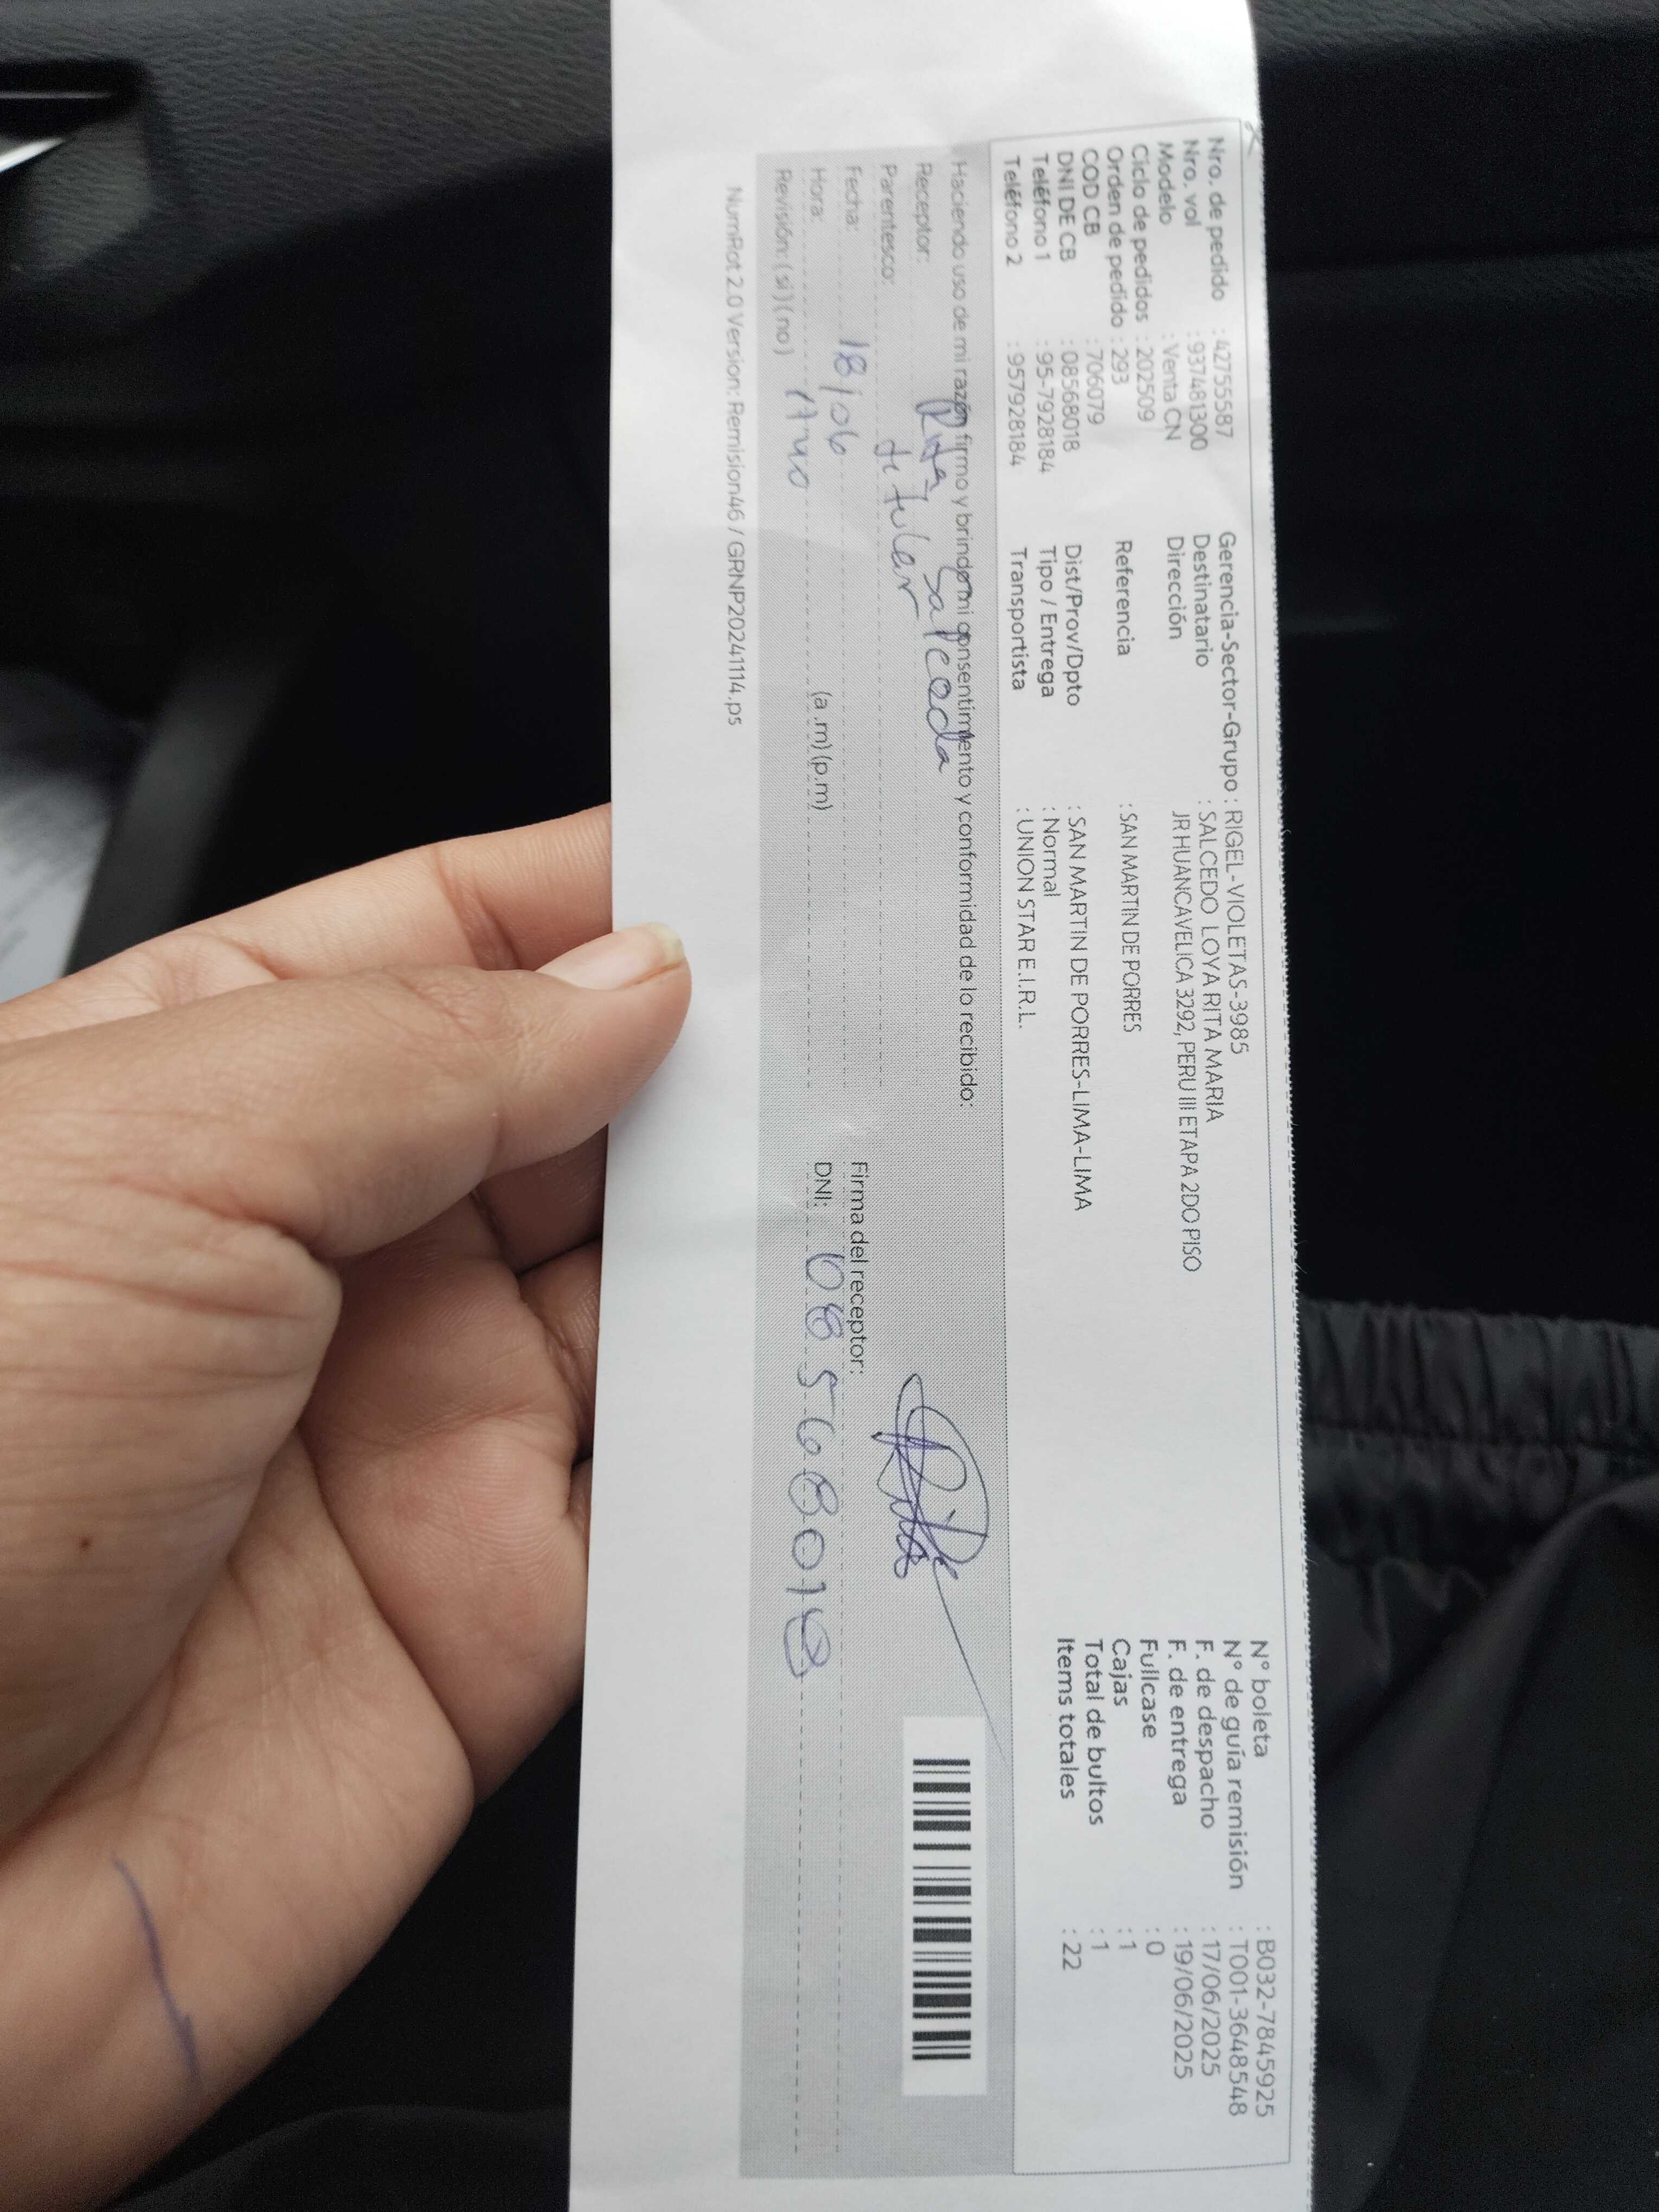 Nro. de pedido : 42755587
Nro. vol : 937481300
Modelo : Venta CN
Ciclo de pedidos : 202509
Orden de pedido : 293
COD CB : 706079
DNI DE CB : 08568018
Teléfono 1 : 95-7928184
Teléfono 2 : 957928184
Gerencia-Sector-Grupo : RIGEL-VIOLETAS-3985
Destinatario : SALCEDO LOYA RITA MARIA
Dirección JR HUANCAVELICA 3292, PERU III ETAPA 2DO PISO
Referencia : SAN MARTIN DE PORRES
Dist/Prov/Dpto : SAN MARTIN DE PORRES-LIMA-LIMA
Tipo / Entrega : Normal
Transportista : UNION STAR E.I.R.L.
N° boleta : B032-7845925
N° de guía remisión : T001-3648548
F. de despacho : 17/06/2025
F. de entrega : 19/06/2025
Fullcase : 0
Cajas : 1
Total de bultos : 1
Items totales : 22
Haciendo uso de mi razón firmo y brindo mi consentimiento y conformidad de lo recibido:
Receptor: Rita
Parentesco: titular
Fecha: 18/06
Hora: (a .m)(p.m)
Revisión: (si) (no)
Firma del receptor:
DNI: 08568018
NumRot 2.0 Version: Remision46 / GRNP20241114.ps